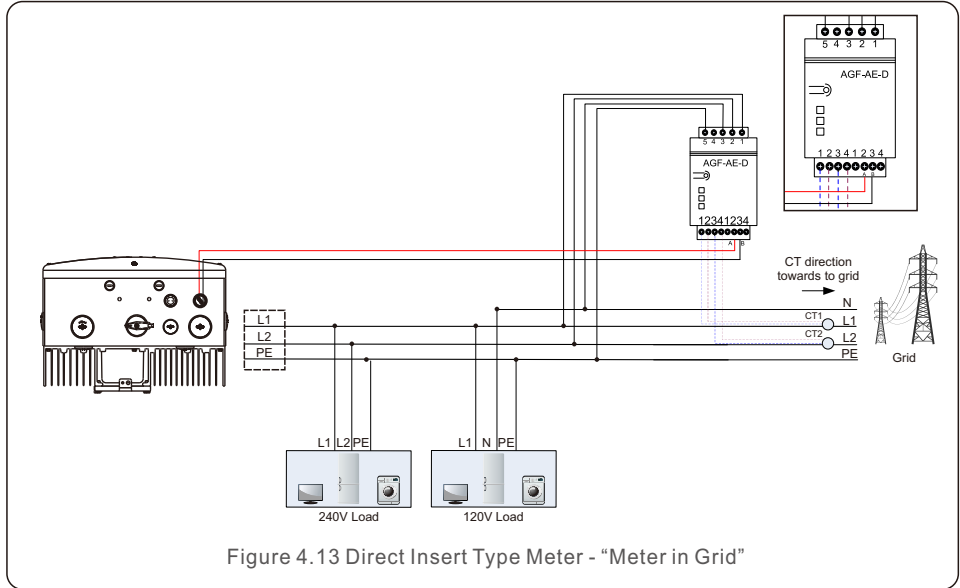 5 4 3 2 1
AGF-AE-D
1 2 3 4 1 2 3 4
A B
5 4 3 2 1
AGF-AE-D
12341234
A B
CT direction
towards to grid
N
L1
CT1
L1
L2
CT2
L2
PE
PE
Grid
L1 L2 PE
L1 N PE
240V Load
120V Load
Figure 4.13 Direct Insert Type Meter - “Meter in Grid”